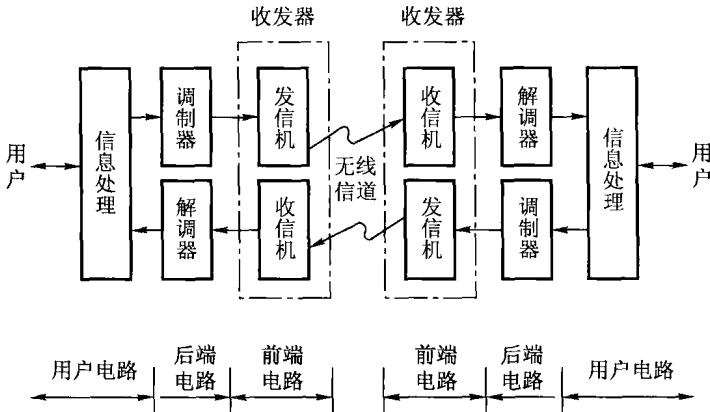 收发器
收发器
用户
信息处理
调制器
发信机
无线
信道
收信机
解调器
信息处理
用户
解调器
收信机
发信机
调制器
用户电路
后端
电路
前端
电路
前端
电路
后端
电路
用户电路